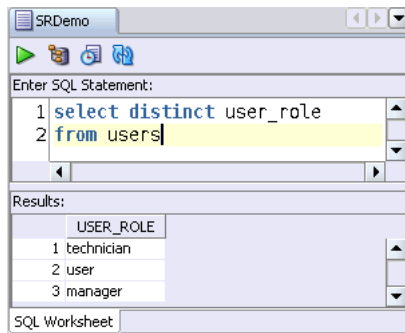 SRDemo
Enter SQL Statement:
1 select distinct user_role
2 from users
Results:
USER_ROLE
1 technician
2 user
3 manager
SQL Worksheet